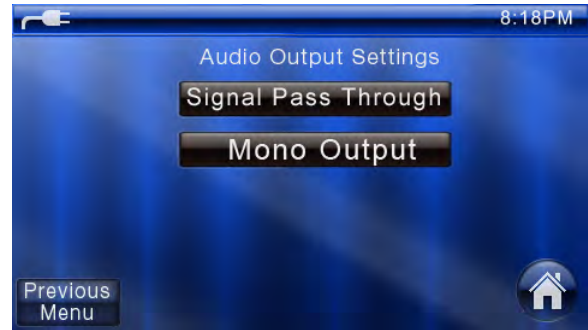 8:18PM
Audio Output Settings
Signal Pass Through
Mono Output
Previous
Menu